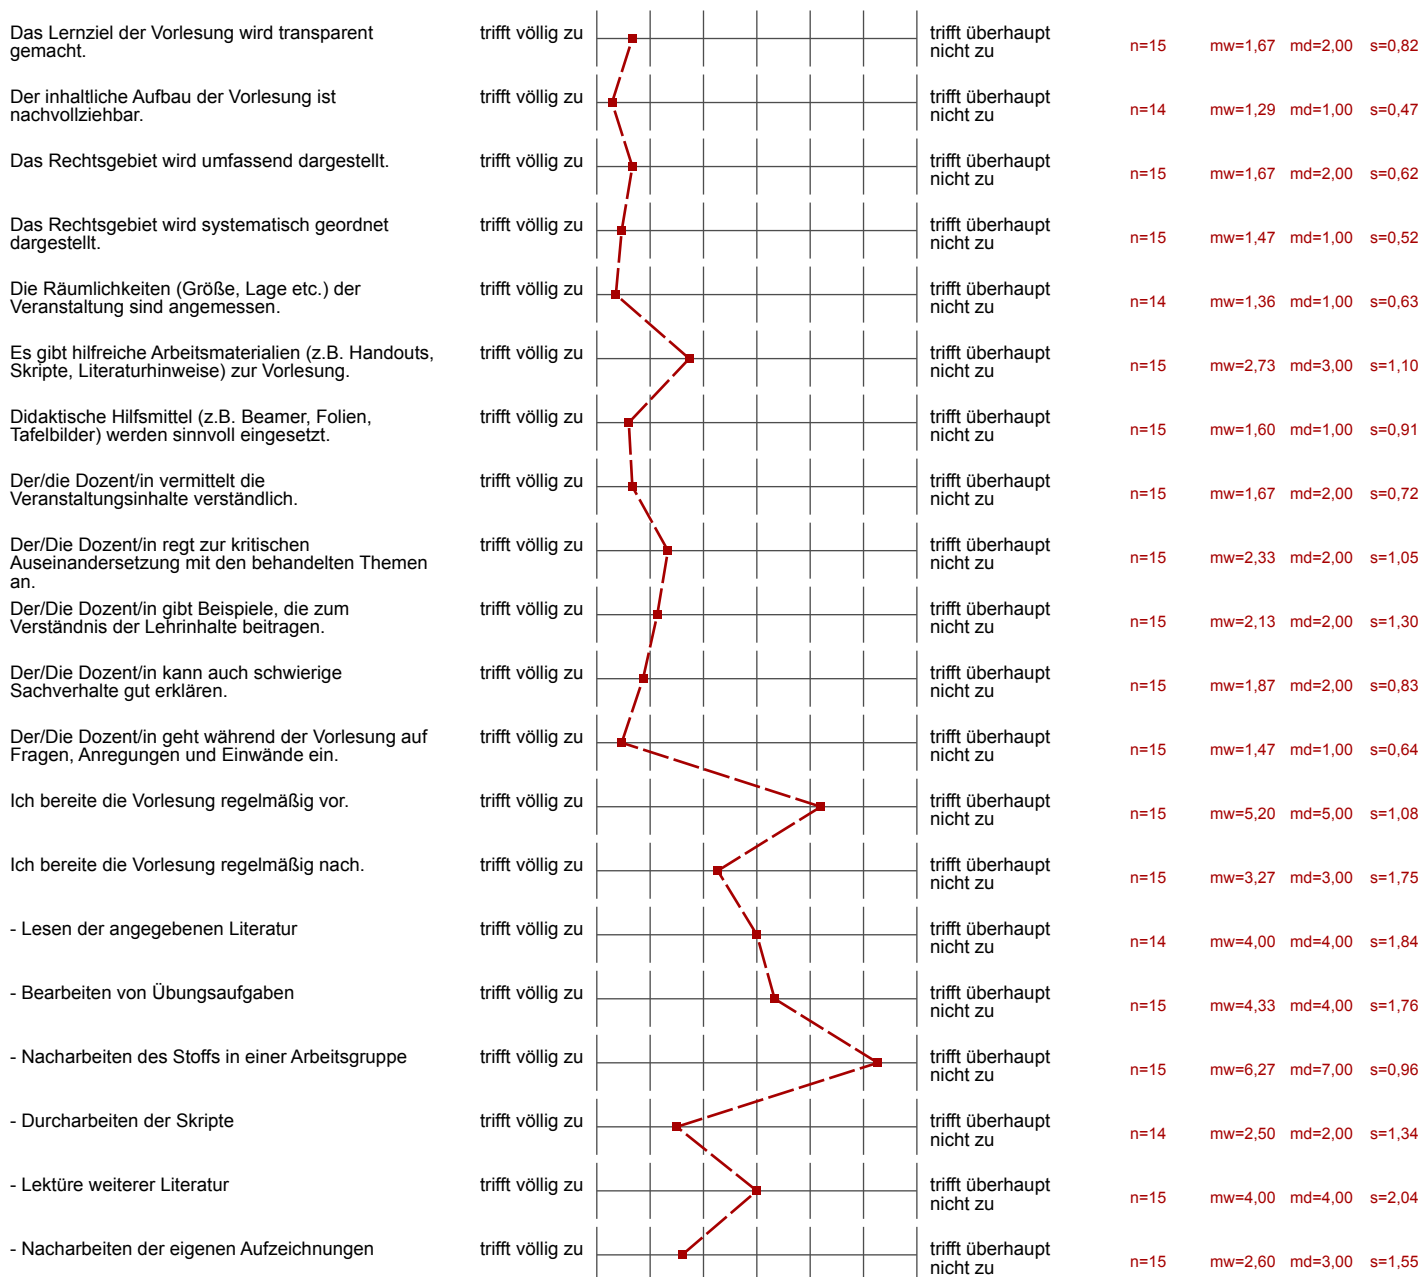 Das Lernziel der Vorlesung wird transparent
gemacht.
trifft völlig zu
trifft überhaupt
nicht zu
n=15 mw=1,67 md=2,00 s=0,82
Der inhaltliche Aufbau der Vorlesung ist
nachvollziehbar.
trifft völlig zu
trifft überhaupt
nicht zu
n=14 mw=1,29 md=1,00 s=0,47
Das Rechtsgebiet wird umfassend dargestellt.
trifft völlig zu
trifft überhaupt
nicht zu
n=15 mw=1,67 md=2,00 s=0,62
Das Rechtsgebiet wird systematisch geordnet
dargestellt.
trifft völlig zu
trifft überhaupt
nicht zu
n=15 mw=1,47 md=1,00 s=0,52
Die Räumlichkeiten (Größe, Lage etc.) der
Veranstaltung sind angemessen.
trifft völlig zu
trifft überhaupt
nicht zu
n=14 mw=1,36 md=1,00 s=0,63
Es gibt hilfreiche Arbeitsmaterialien (z.B. Handouts,
Skripte, Literaturhinweise) zur Vorlesung.
trifft völlig zu
trifft überhaupt
nicht zu
n=15 mw=2,73 md=3,00 s=1,10
Didaktische Hilfsmittel (z.B. Beamer, Folien,
Tafelbilder) werden sinnvoll eingesetzt.
trifft völlig zu
trifft überhaupt
nicht zu
n=15 mw=1,60 md=1,00 s=0,91
Der/die Dozent/in vermittelt die
Veranstaltungsinhalte verständlich.
trifft völlig zu
trifft überhaupt
nicht zu
n=15 mw=1,67 md=2,00 s=0,72
Der/Die Dozent/in regt zur kritischen
Auseinandersetzung mit den behandelten Themen
an.
trifft völlig zu
trifft überhaupt
nicht zu
n=15 mw=2,33 md=2,00 s=1,05
Der/Die Dozent/in gibt Beispiele, die zum
Verständnis der Lehrinhalte beitragen.
trifft völlig zu
trifft überhaupt
nicht zu
n=15 mw=2,13 md=2,00 s=1,30
Der/Die Dozent/in kann auch schwierige
Sachverhalte gut erklären.
trifft völlig zu
trifft überhaupt
nicht zu
n=15 mw=1,87 md=2,00 s=0,83
Der/Die Dozent/in geht während der Vorlesung auf
Fragen, Anregungen und Einwände ein.
trifft völlig zu
trifft überhaupt
nicht zu
n=15 mw=1,47 md=1,00 s=0,64
Ich bereite die Vorlesung regelmäßig vor.
trifft völlig zu
trifft überhaupt
nicht zu
n=15 mw=5,20 md=5,00 s=1,08
Ich bereite die Vorlesung regelmäßig nach.
trifft völlig zu
trifft überhaupt
nicht zu
n=15 mw=3,27 md=3,00 s=1,75
- Lesen der angegebenen Literatur
trifft völlig zu
trifft überhaupt
nicht zu
n=14 mw=4,00 md=4,00 s=1,84
- Bearbeiten von Übungsaufgaben
trifft völlig zu
trifft überhaupt
nicht zu
n=15 mw=4,33 md=4,00 s=1,76
- Nacharbeiten des Stoffs in einer Arbeitsgruppe
trifft völlig zu
trifft überhaupt
nicht zu
n=15 mw=6,27 md=7,00 s=0,96
- Durcharbeiten der Skripte
trifft völlig zu
trifft überhaupt
nicht zu
n=14 mw=2,50 md=2,00 s=1,34
- Lektüre weiterer Literatur
trifft völlig zu
trifft überhaupt
nicht zu
n=15 mw=4,00 md=4,00 s=2,04
- Nacharbeiten der eigenen Aufzeichnungen
trifft völlig zu
trifft überhaupt
nicht zu
n=15 mw=2,60 md=3,00 s=1,55